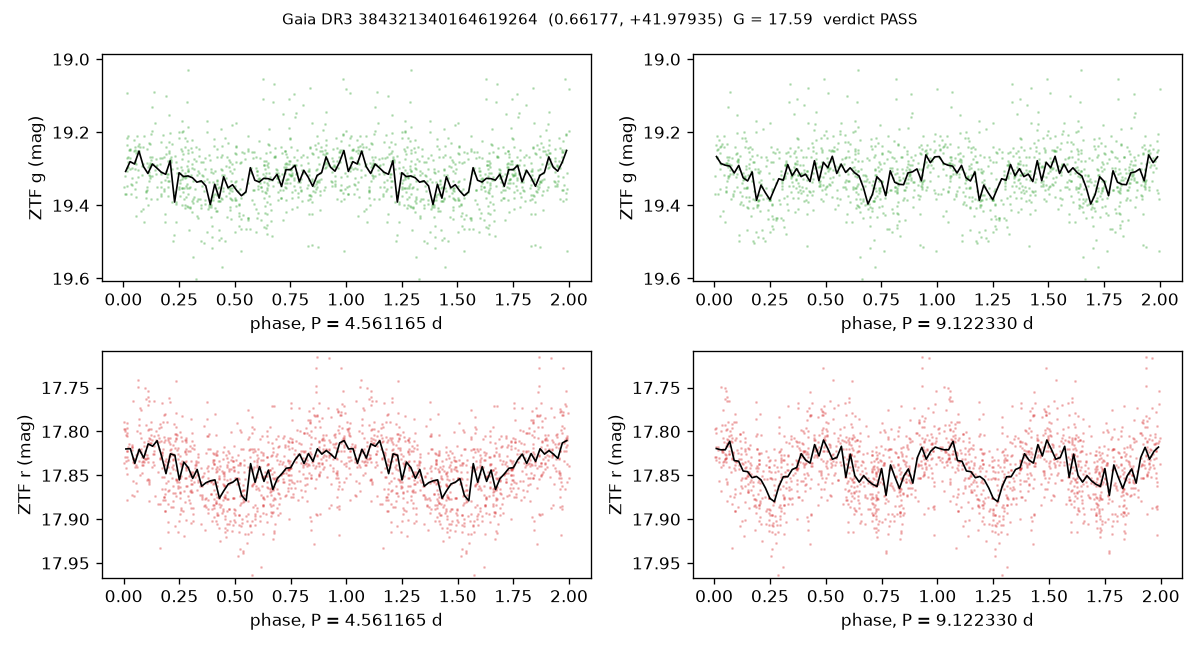 Gaia DR3 384321340164619264 (0.66177, +41.97935) G = 17.59 verdict PASS
19.0
19.2
19.4
19.6
ZTF g (mag)
0.00 0.25 0.50 0.75 1.00 1.25 1.50 1.75 2.00
phase, P = 4.561165 d
19.0
19.2
19.4
19.6
ZTF g (mag)
0.00 0.25 0.50 0.75 1.00 1.25 1.50 1.75 2.00
phase, P = 9.122330 d
17.75
17.80
17.85
17.90
17.95
ZTF r (mag)
0.00 0.25 0.50 0.75 1.00 1.25 1.50 1.75 2.00
phase, P = 4.561165 d
17.75
17.80
17.85
17.90
17.95
ZTF r (mag)
0.00 0.25 0.50 0.75 1.00 1.25 1.50 1.75 2.00
phase, P = 9.122330 d